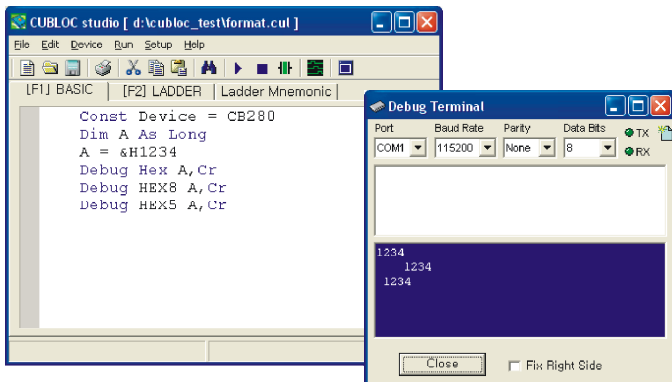 CUBLOC studio [ d:\cubloc_test\format.cul ]
File Edit Device Run Setup Help
[F1] BASIC [F2] LADDER Ladder Mnemonic
Const Device = CB280
Dim A As Long
A = &H1234
Debug Hex A,Cr
Debug HEX8 A,Cr
Debug HEX5 A,Cr
Debug Terminal
Port Baud Rate Parity Data Bits
TX
COM1 115200 None 8
RX
1234
    1234
 1234
Close Fix Right Side